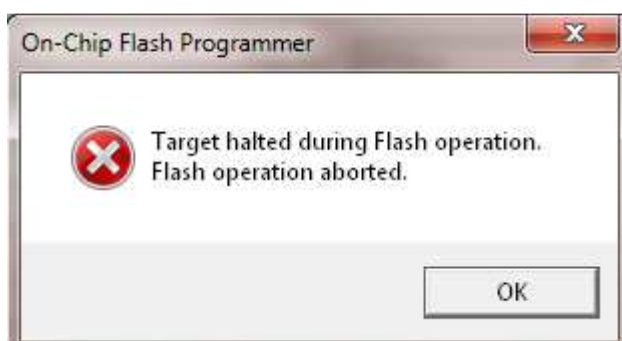 On-Chip Flash Programmer
Target halted during Flash operation.
Flash operation aborted.
OK